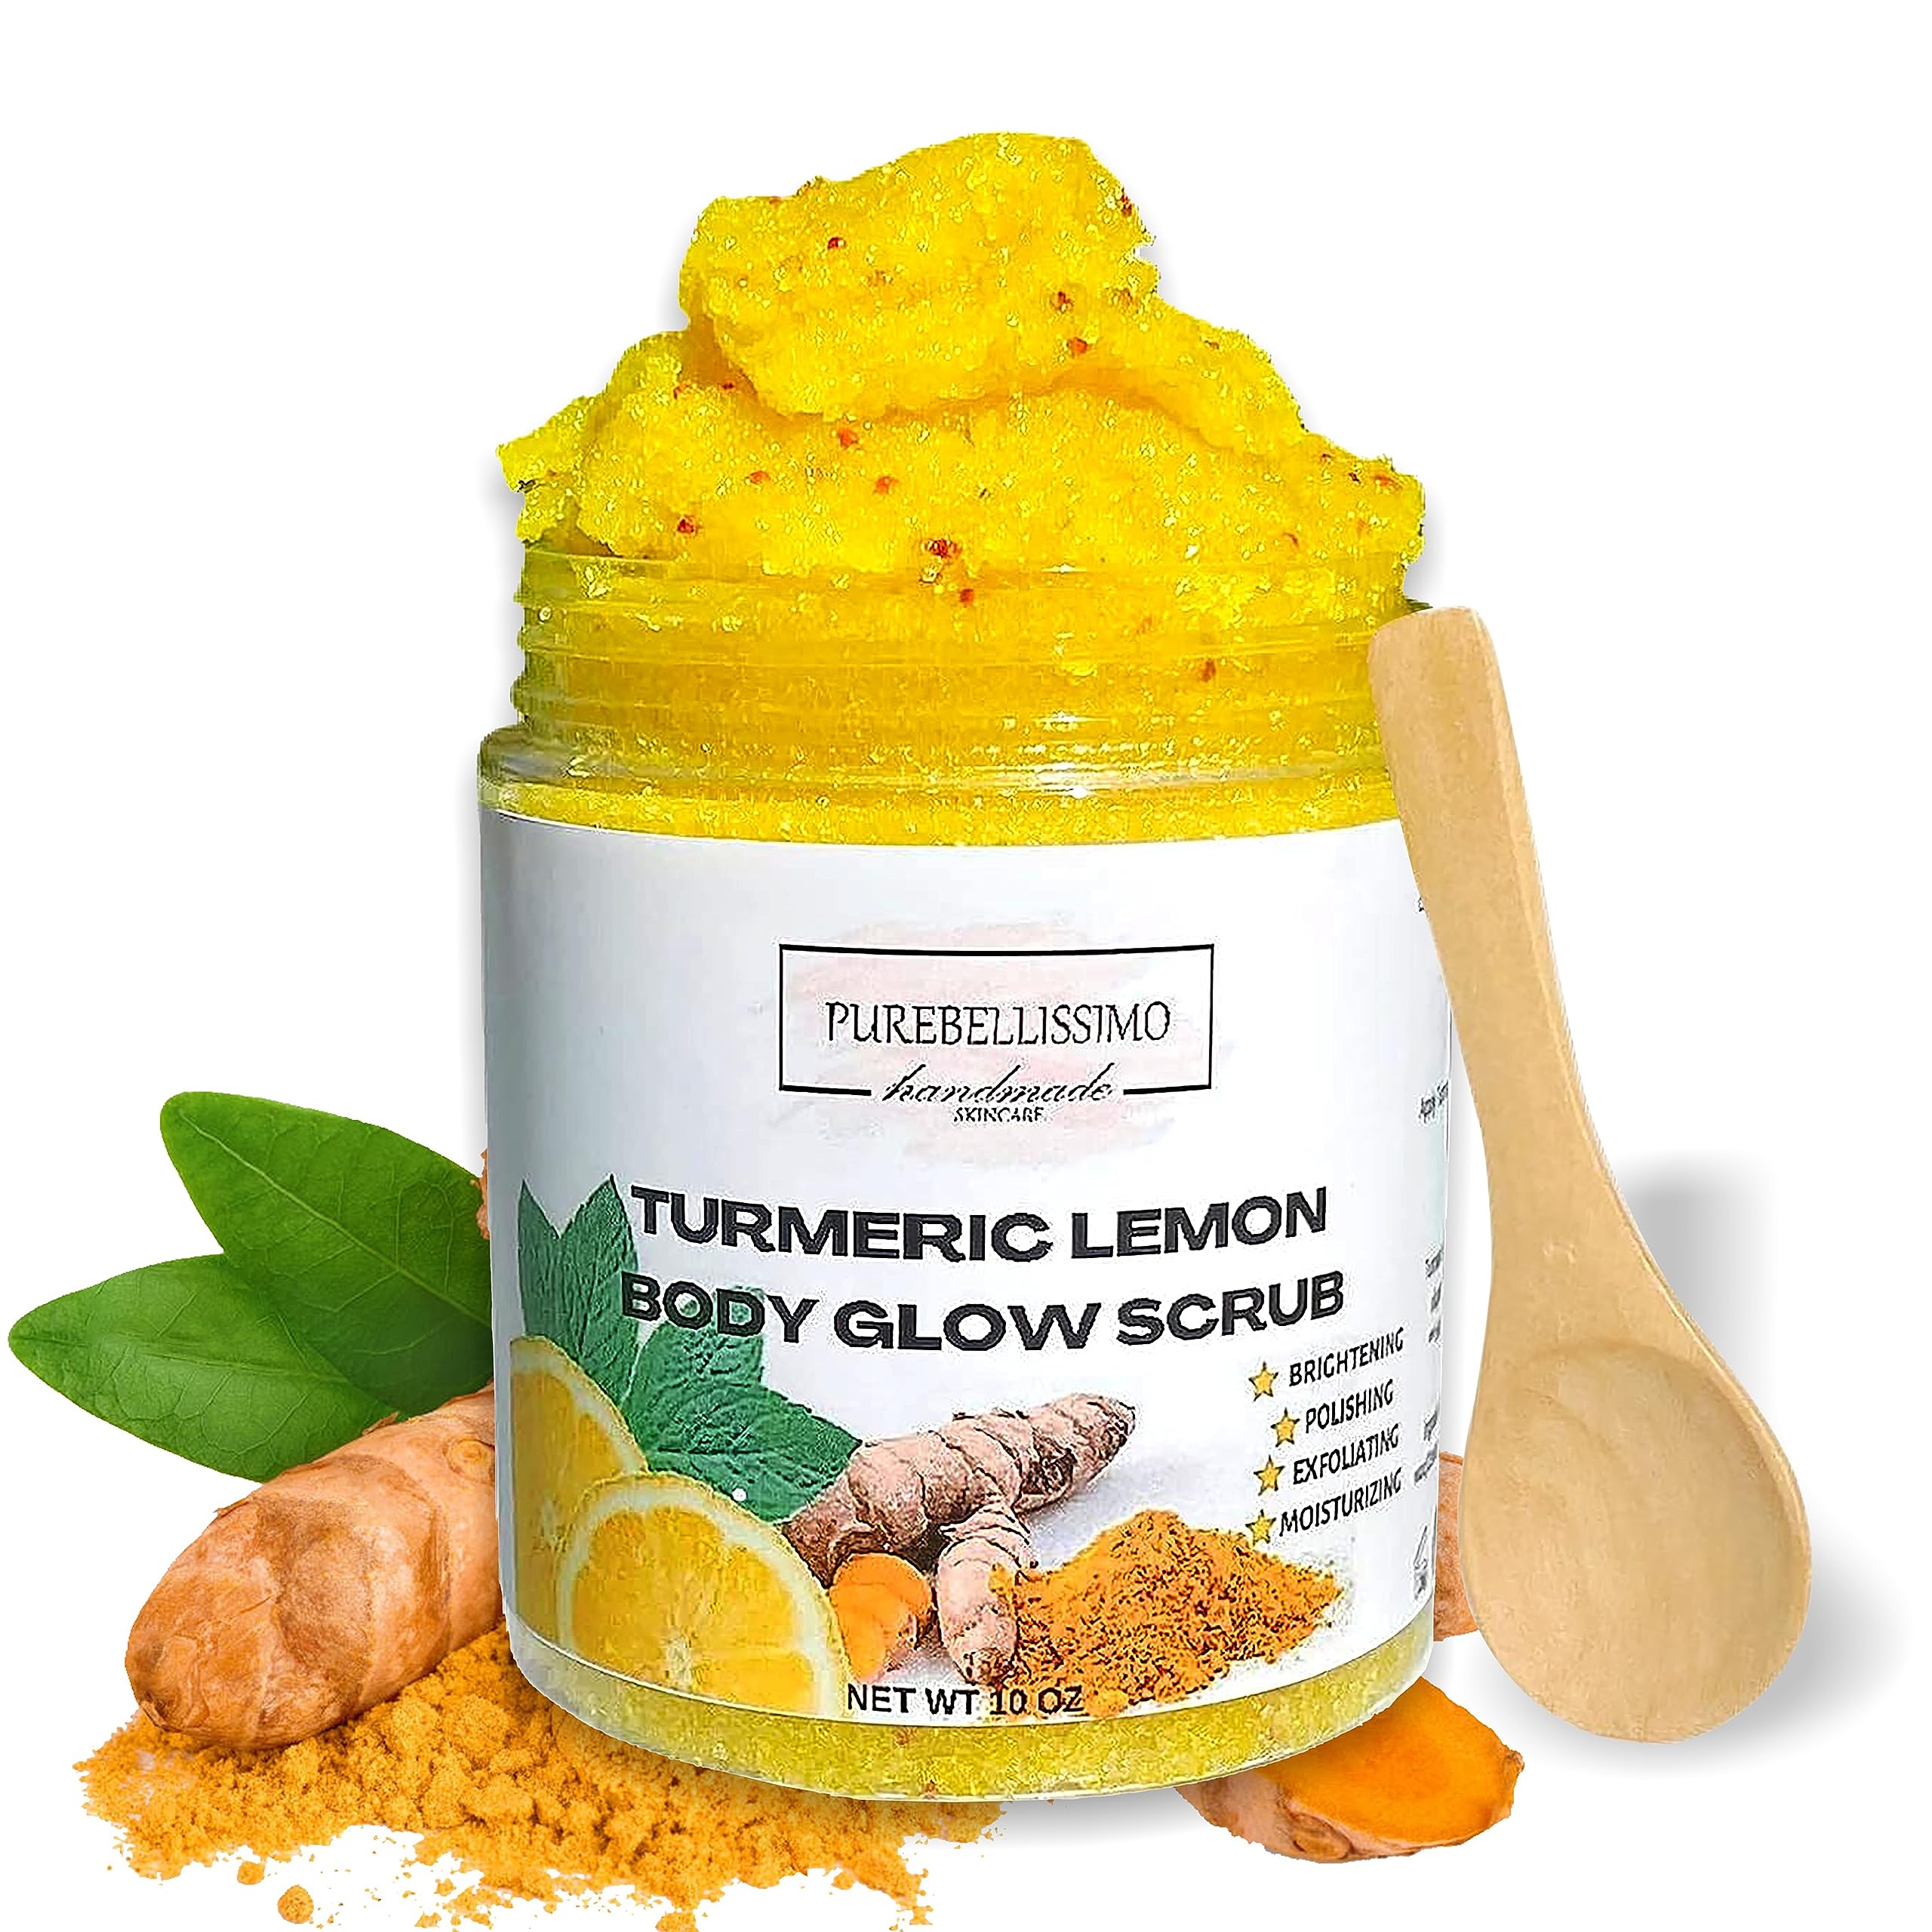 PUREBELLISSIMO
handmade
SKINCARE
TURMERIC LEMON
BODY GLOW SCRUB
BRIGHTENING
POLISHING
EXFOLIATING
MOISTURIZING
NET WT 10 OZ